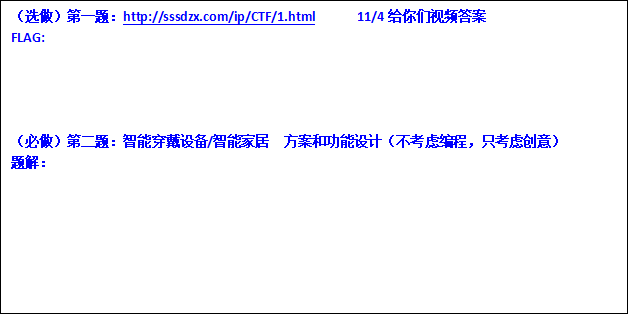 （选做）第一题：http://sssdzx.com/ip/CTF/1.html 11/4 给你们视频答案
FLAG:
（必做）第二题：智能穿戴设备/智能家居 方案和功能设计（不考虑编程，只考虑创意）
题解：